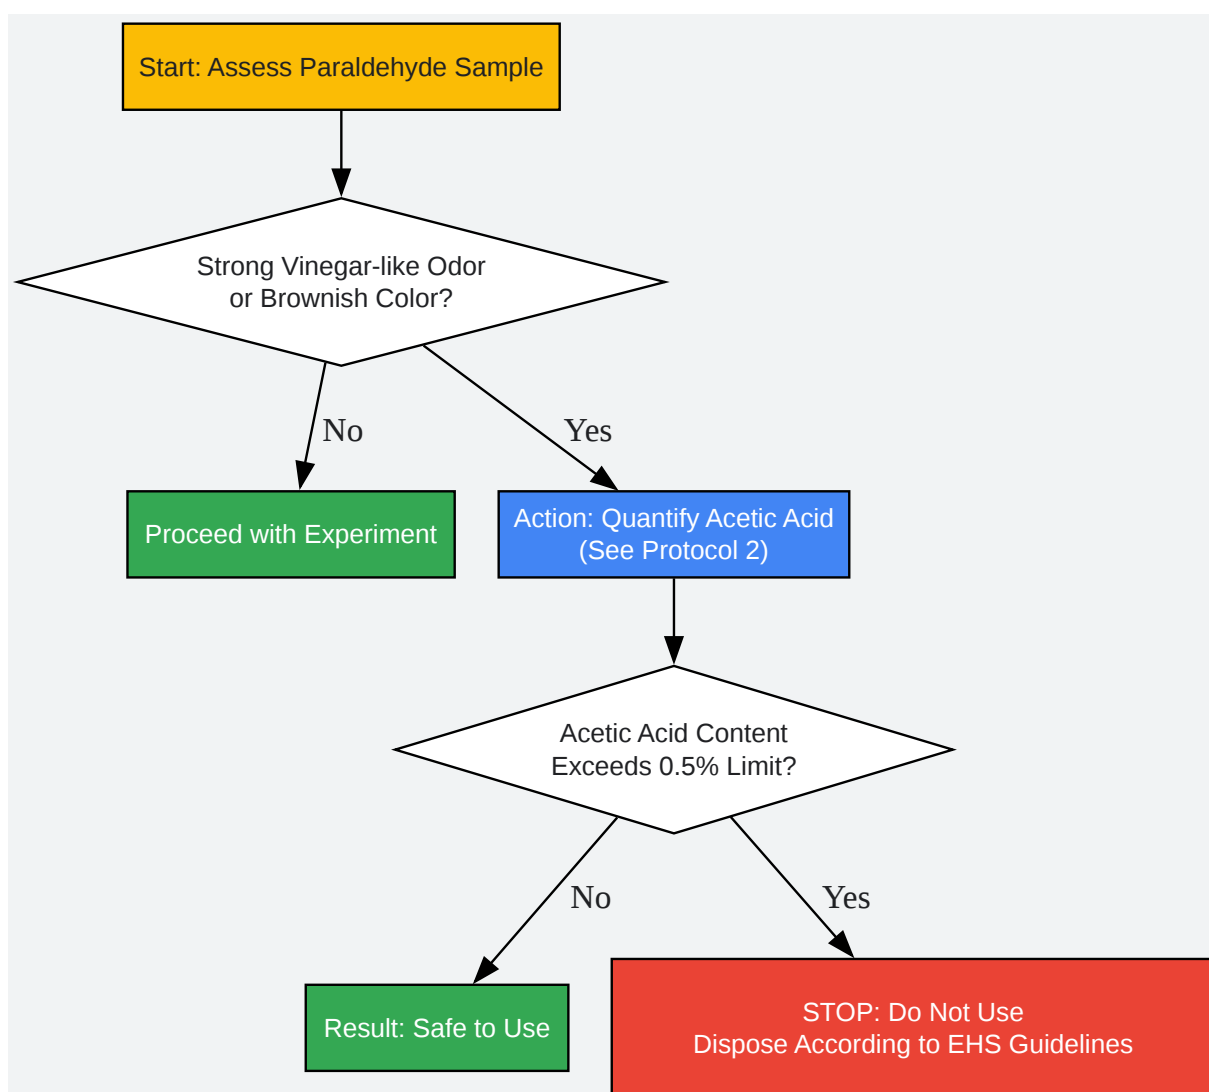 Start: Assess Paraldehyde Sample
Strong Vinegar-like Odor
or Brownish Color?
No
Yes
Proceed with Experiment
Action: Quantify Acetic Acid
(See Protocol 2)
Acetic Acid Content
Exceeds 0.5% Limit?
No
Yes
Result: Safe to Use
STOP: Do Not Use
Dispose According to EHS Guidelines